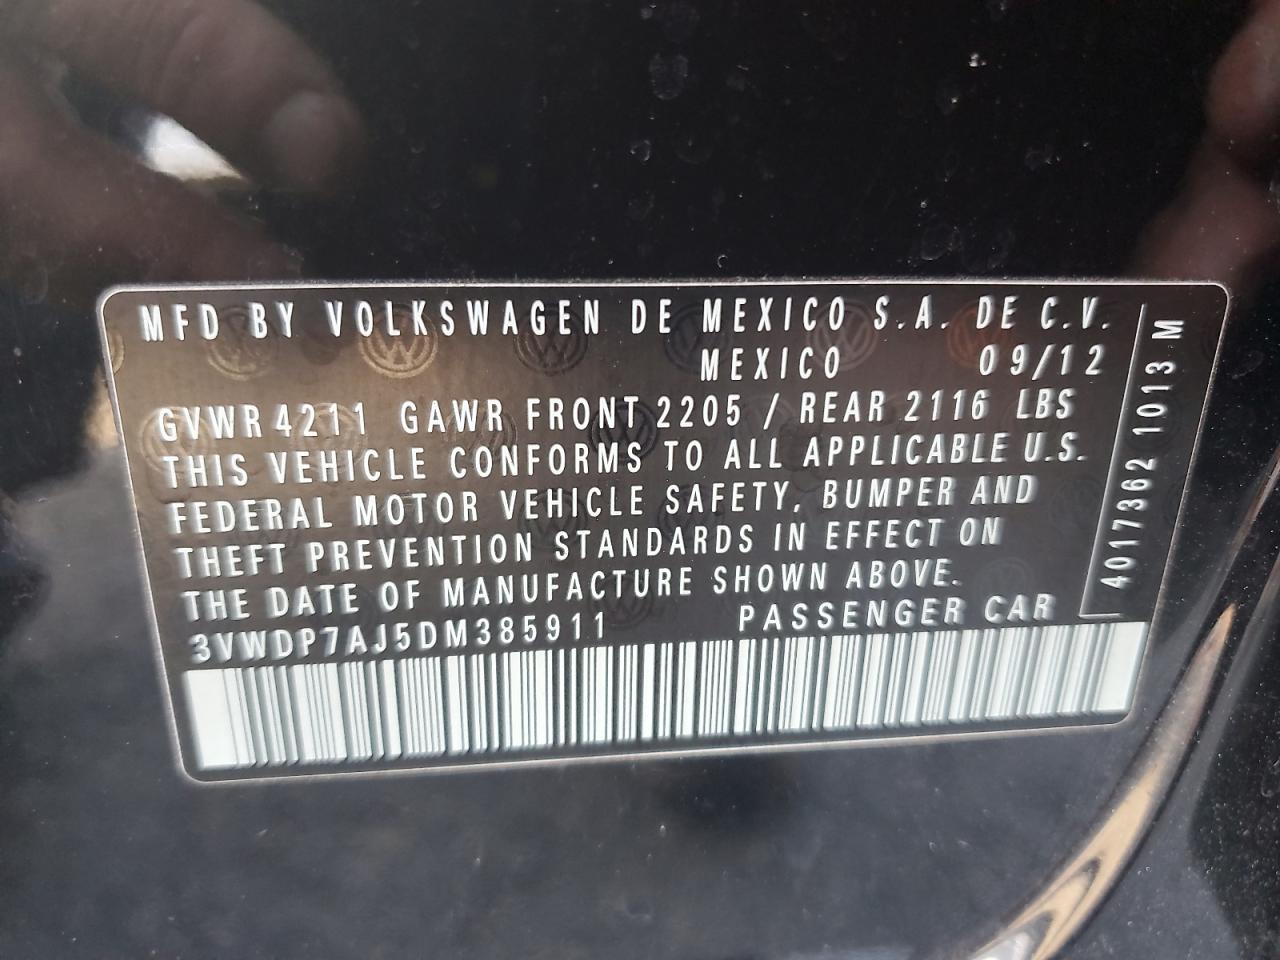 MFD BY VOLKSWAGEN DE MEXICO S.A. DE C.V.
MEXICO 09/12
GVWR 4211 GAWR FRONT 2205 / REAR 2116 LBS
THIS VEHICLE CONFORMS TO ALL APPLICABLE U.S.
FEDERAL MOTOR VEHICLE SAFETY, BUMPER AND
THEFT PREVENTION STANDARDS IN EFFECT ON
THE DATE OF MANUFACTURE SHOWN ABOVE.
3VWDP7AJ5DM385911 PASSENGER CAR
4017362 1013 M